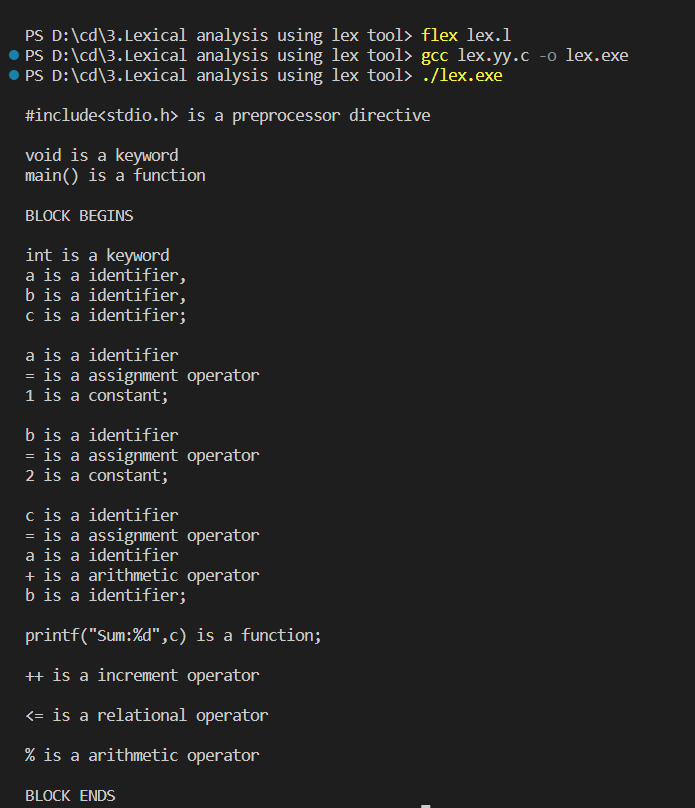 PS D:\cd\3.Lexical analysis using lex tool> flex lex.l
PS D:\cd\3.Lexical analysis using lex tool> gcc lex.yy.c -o lex.exe
PS D:\cd\3.Lexical analysis using lex tool> ./lex.exe
#include<stdio.h> is a preprocessor directive
void is a keyword
main() is a function
BLOCK BEGINS
int is a keyword
a is a identifier,
b is a identifier,
c is a identifier;
a is a identifier
= is a assignment operator
1 is a constant;
b is a identifier
= is a assignment operator
2 is a constant;
c is a identifier
= is a assignment operator
a is a identifier
+ is a arithmetic operator
b is a identifier;
printf("Sum:%d",c) is a function;
++ is a increment operator
<= is a relational operator
% is a arithmetic operator
BLOCK ENDS